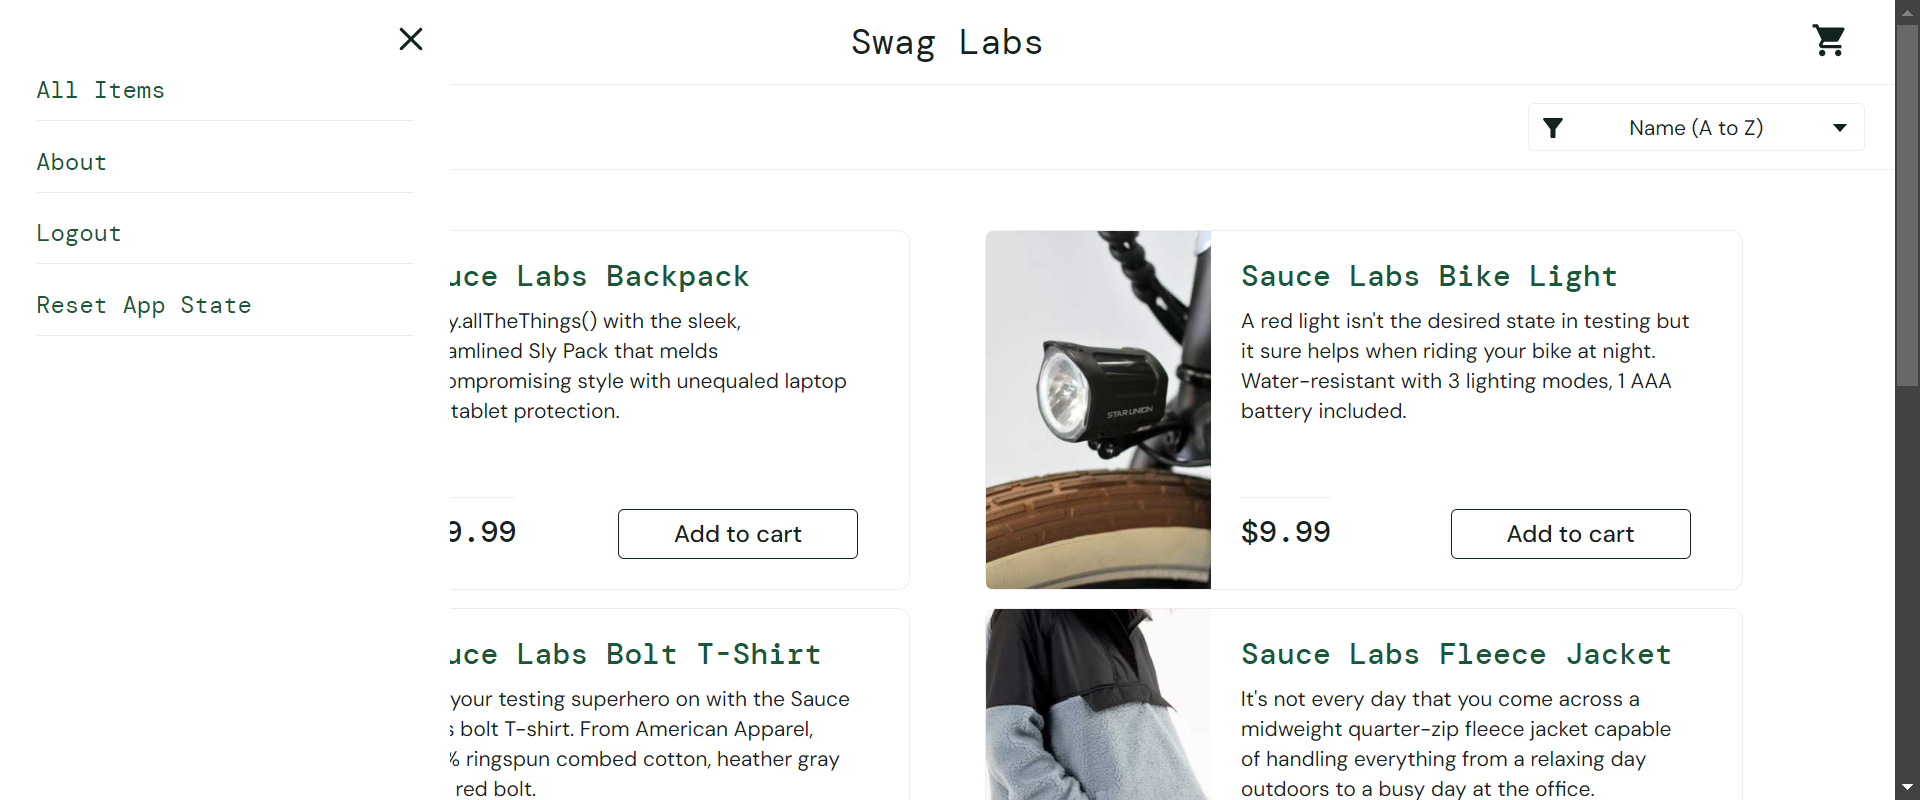 Swag Labs
All Items
About
Logout
Reset App State
Name (A to Z)
uce Labs Backpack
y.allTheThings() with the sleek,
amlined Sly Pack that melds
ompromising style with unequaled laptop
tablet protection.
9.99
Add to cart
STAR UNION
Sauce Labs Bike Light
A red light isn't the desired state in testing but
it sure helps when riding your bike at night.
Water-resistant with 3 lighting modes, 1 AAA
battery included.
$9.99
Add to cart
uce Labs Bolt T-Shirt
your testing superhero on with the Sauce
s bolt T-shirt. From American Apparel,
% ringspun combed cotton, heather gray
red bolt.
Sauce Labs Fleece Jacket
It's not every day that you come across a
midweight quarter-zip fleece jacket capable
of handling everything from a relaxing day
outdoors to a busy day at the office.